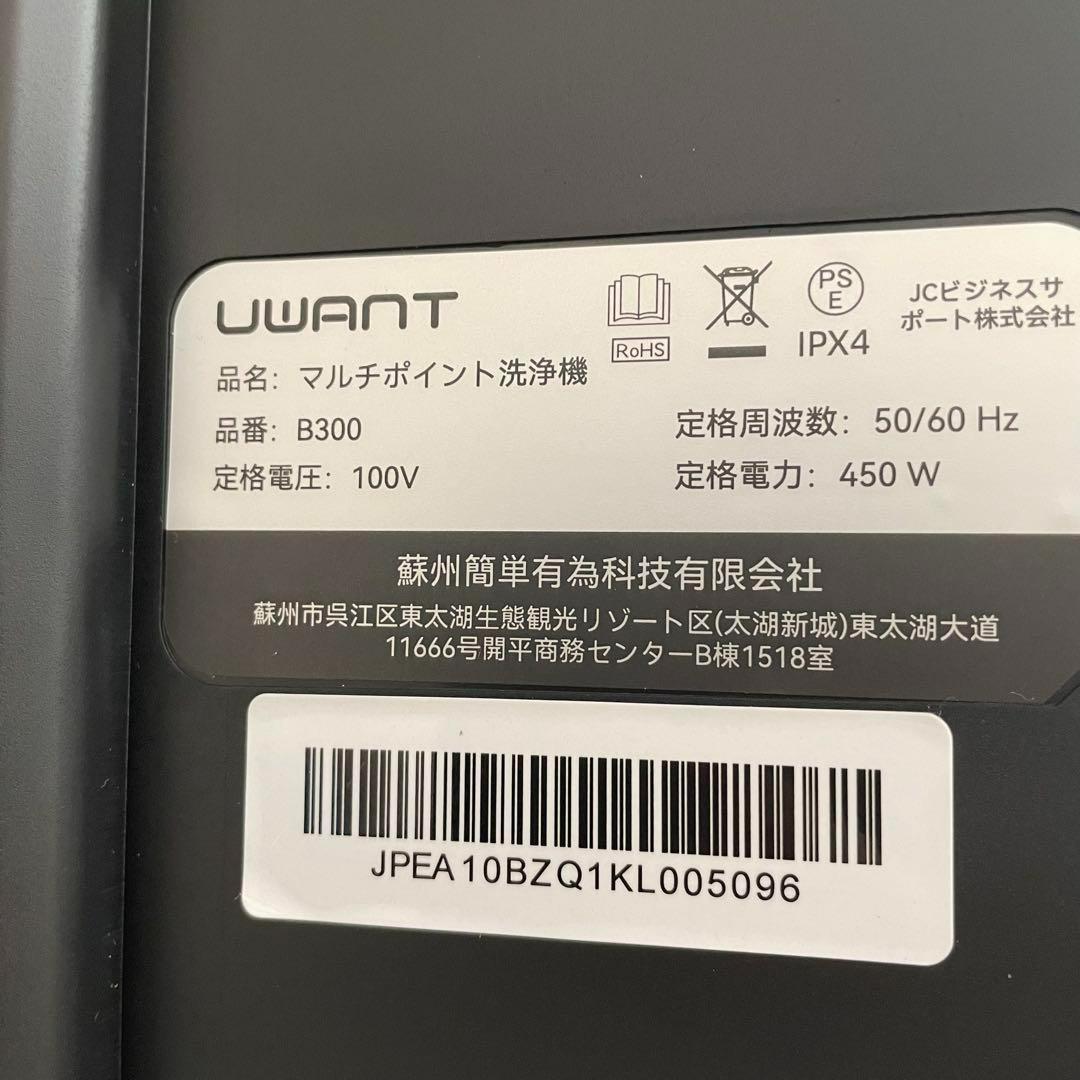 UWANT
品名: マルチポイント洗浄機
品番: B300
定格電圧: 100V
RoHS
PS
E
IPX4
JCビジネスサ
ポート株式会社
定格周波数: 50/60 Hz
定格電力: 450 W
蘇州簡単有為科技有限会社
蘇州市呉江区東太湖生態観光リゾート区(太湖新城)東太湖大道
11666号開平商務センターB棟1518室
JPEA10BZQ1KL005096